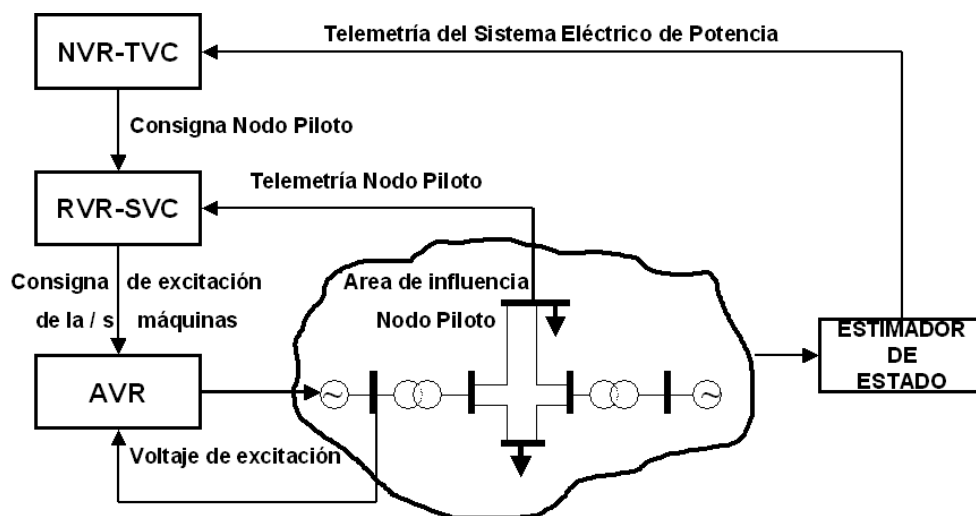 Telemetría del Sistema Eléctrico de Potencia
NVR-TVC
Consigna Nodo Piloto
Telemetría Nodo Piloto
RVR-SVC
Consigna de excitación
de la / s máquinas
Area de influencia
Nodo Piloto
ESTIMADOR
DE
ESTADO
AVR
Voltaje de excitación